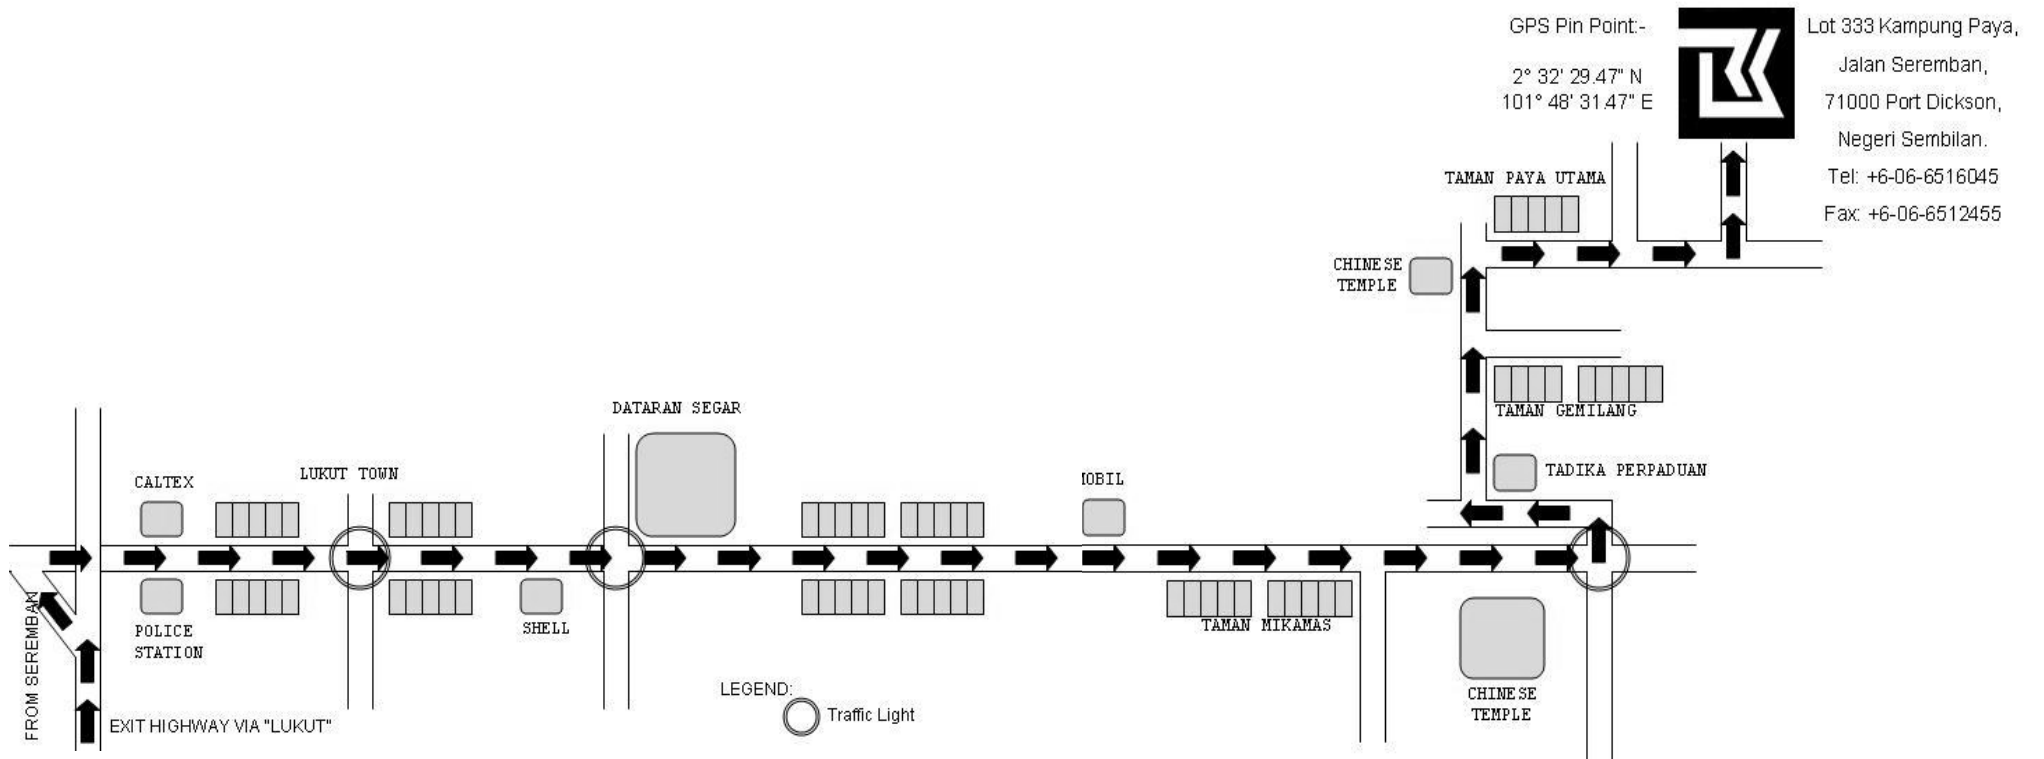 GPS Pin Point:-
2° 32' 29.47" N
101° 48' 31.47" E
Lot 333 Kampung Paya,
Jalan Seremban,
71000 Port Dickson,
Negeri Sembilan.
Tel: +6-06-6516045
Fax: +6-06-6512455
TAMAN PAYA UTAMA
CHINESE
TEMPLE
TAMAN GEMILANG
TADIKA PERPADUAN
DATARAN SEGAR
LUKUT TOWN
CALTEX
MOBIL
POLICE
STATION
SHELL
TAMAN MIKAMAS
CHINESE
TEMPLE
FROM SEREMBAN
EXIT HIGHWAY VIA "LUKUT"
LEGEND:
Traffic Light